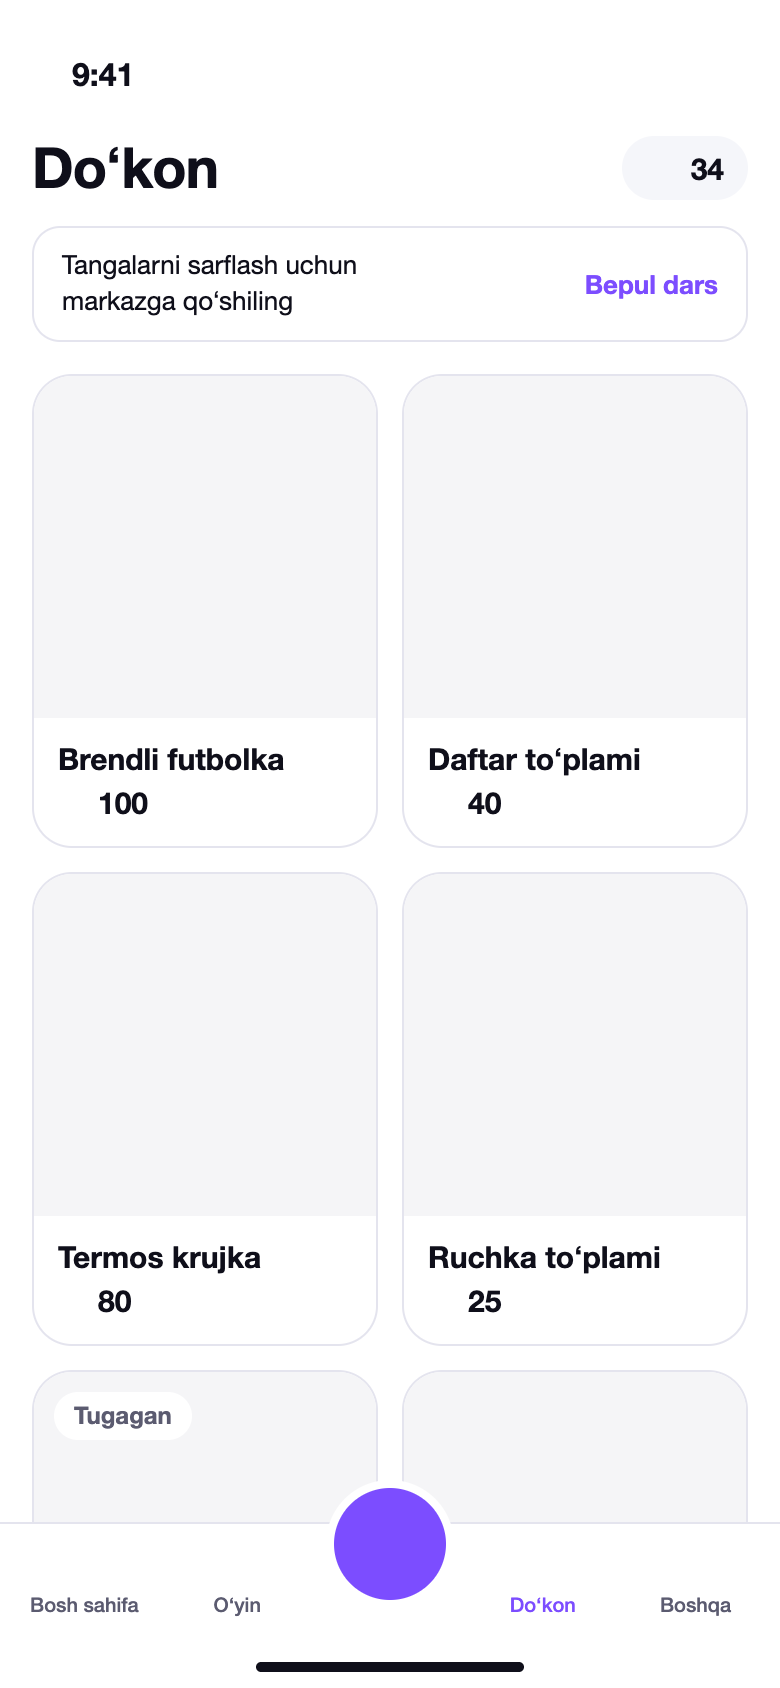 9:41
Do‘kon
34
Tangalarni sarflash uchun
markazga qo‘shiling
Bepul dars
Brendli futbolka
100
Daftar to‘plami
40
Termos krujka
80
Ruchka to‘plami
25
Tugagan
Bosh sahifa
O‘yin
Do‘kon
Boshqa